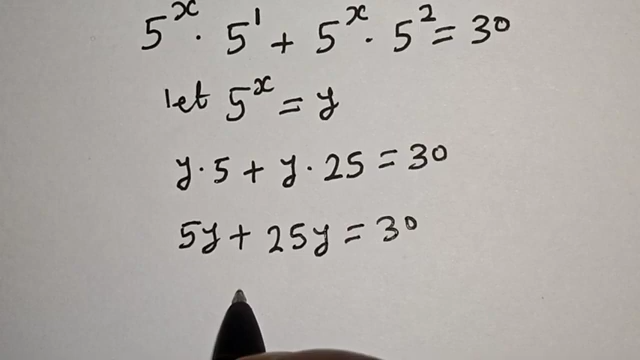 5^x · 5^1 + 5^x · 5^2 = 30
let 5^x = y
y · 5 + y · 25 = 30
5y + 25y = 30